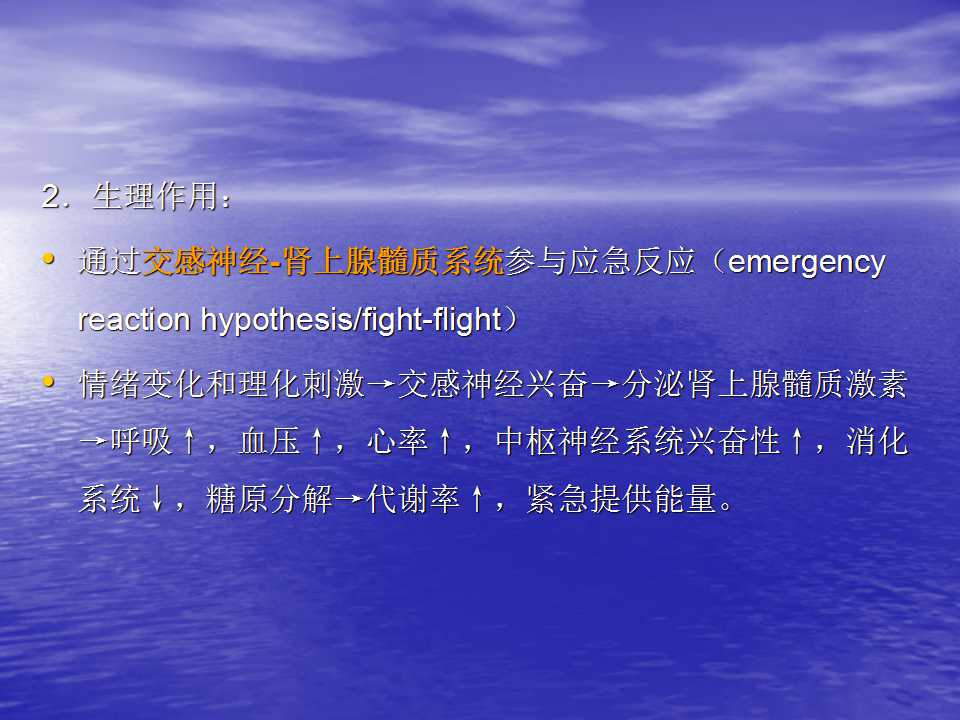 2．生理作用：
• 通过交感神经-肾上腺髓质系统参与应急反应（emergency
reaction hypothesis/fight-flight）
• 情绪变化和理化刺激→交感神经兴奋→分泌肾上腺髓质激素
→呼吸↑，血压↑，心率↑，中枢神经系统兴奋性↑，消化
系统↓，糖原分解→代谢率↑，紧急提供能量。